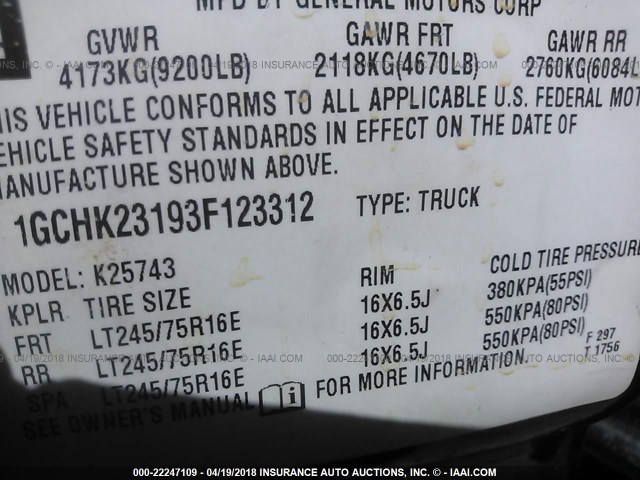 MFD BY GENERAL MOTORS CORP
GVWR GAWR FRT GAWR RR
4173KG(9200LB) 2118KG(4670LB) 2760KG(6084L
HIS VEHICLE CONFORMS TO ALL APPLICABLE U.S. FEDERAL MOT
VEHICLE SAFETY STANDARDS IN EFFECT ON THE DATE OF
MANUFACTURE SHOWN ABOVE.
1GCHK23193F123312 TYPE: TRUCK
MODEL: K25743
KPLR TIRE SIZE RIM COLD TIRE PRESSURE
FRT LT245/75R16E 16X6.5J 380KPA(55PSI)
RR LT245/75R16E 16X6.5J 550KPA(80PSI)
SPA LT245/75R16E 16X6.5J 550KPA(80PSI)
SEE OWNER'S MANUAL i FOR MORE INFORMATION. F 297
T 1756
000-22247109 - 04/19/2018 INSURANCE AUTO AUCTIONS, INC. - © IAAI.COM